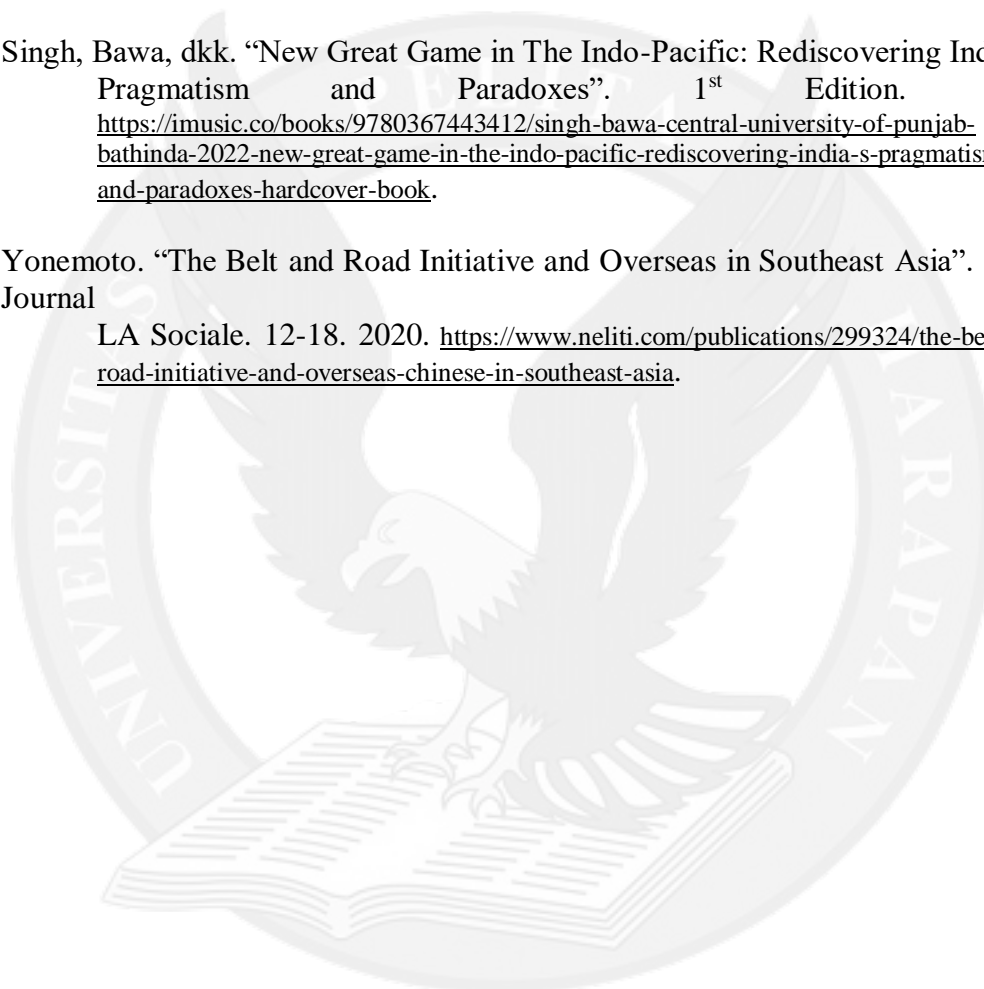 Singh, Bawa, dkk. “New Great Game in The Indo-Pacific: Rediscovering
Pragmatism and Paradoxes”. 1st Edition.
https://imusic.co/books/9780367443412/singh-bawa-central-university-of-punjab-
bathinda-2022-new-great-game-in-the-indo-pacific-rediscovering-india-s-pragmatis
and-paradoxes-hardcover-book.
Yonemoto. “The Belt and Road Initiative and Overseas in Southeast Asia”.
Journal
LA Sociale. 12-18. 2020. https://www.neliti.com/publications/299324/the-be
road-initiative-and-overseas-chinese-in-southeast-asia.
UNIVERSITAS PELITA HARAPAN